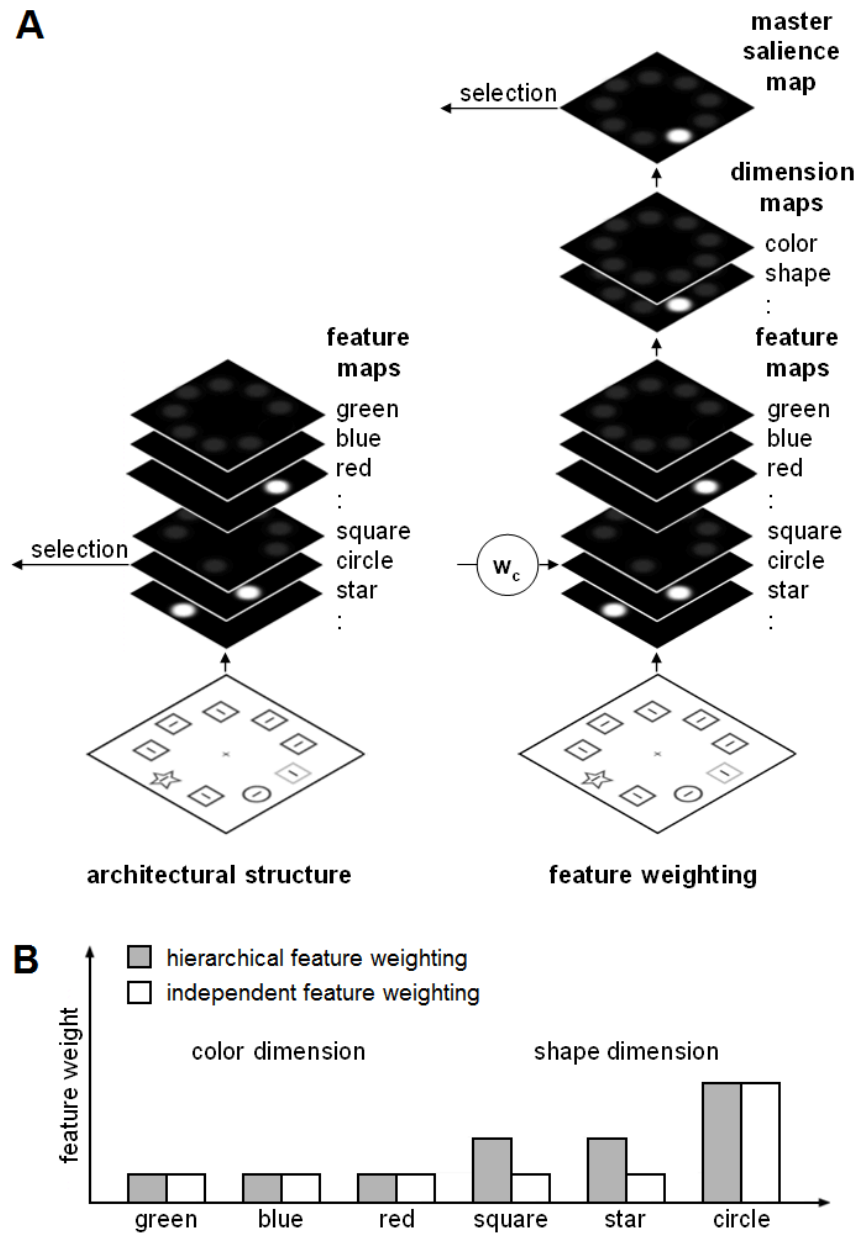 A
master
salience
map
selection
dimension
maps
color
shape
:
feature
maps
green
blue
red
:
square
circle
star
:
selection
feature
maps
green
blue
red
:
square
circle
star
:
wc
architectural structure
feature weighting
B
hierarchical feature weighting
independent feature weighting
color dimension
shape dimension
feature weight
green
blue
red
square
star
circle